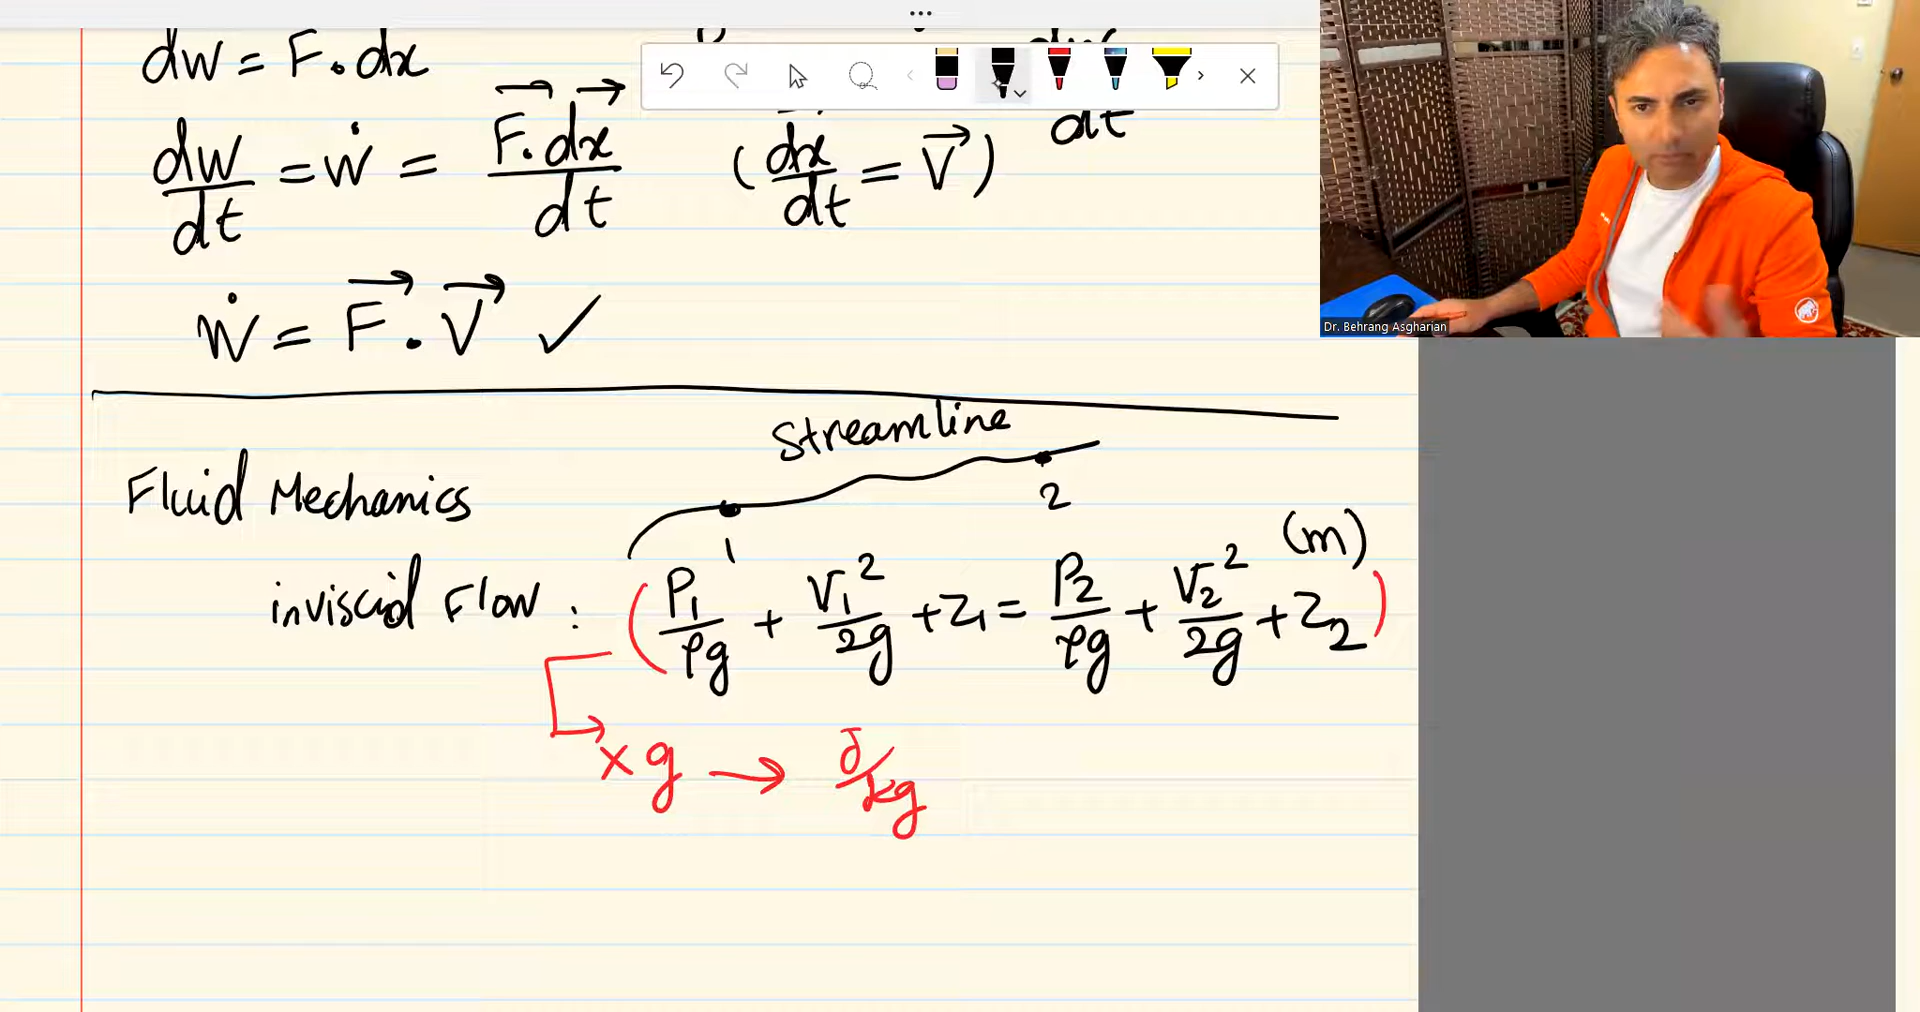 dw = F . dx
dw/dt = ẇ = F⃗ . dx⃗ / dt (dx⃗/dt = V⃗)
dt
Ẇ = F⃗ . V⃗ ✓
Dr. Behrang Asgharian
Streamline
1 2
Fluid Mechanics
(m)
inviscid Flow : (P₁/ρg + V₁²/2g + Z₁ = P₂/ρg + V₂²/2g + Z₂)
× g → J/kg